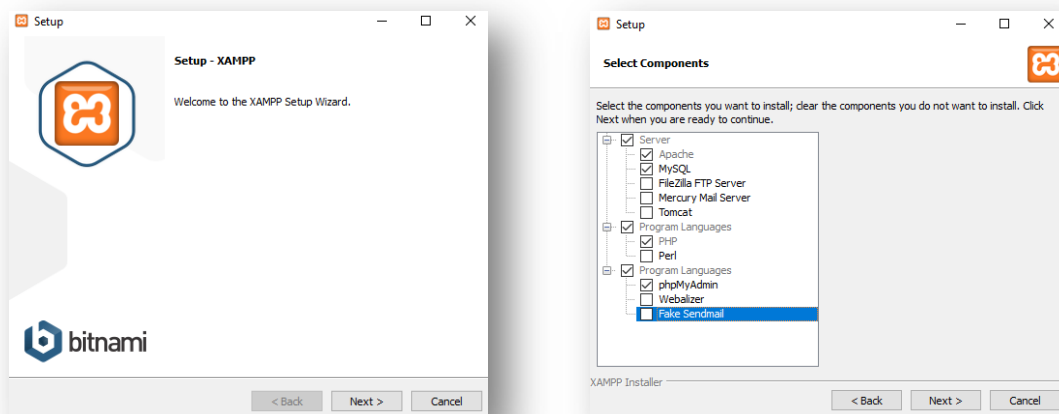 Setup
Setup - XAMPP
Welcome to the XAMPP Setup Wizard.
bitnami
< Back
Next >
Cancel
Setup
Select Components
Select the components you want to install; clear the components you do not want to install. Click
Next when you are ready to continue.
Server
Apache
MySQL
FileZilla FTP Server
Mercury Mail Server
Tomcat
Program Languages
PHP
Perl
Program Languages
phpMyAdmin
Webalizer
Fake Sendmail
XAMPP Installer
< Back
Next >
Cancel